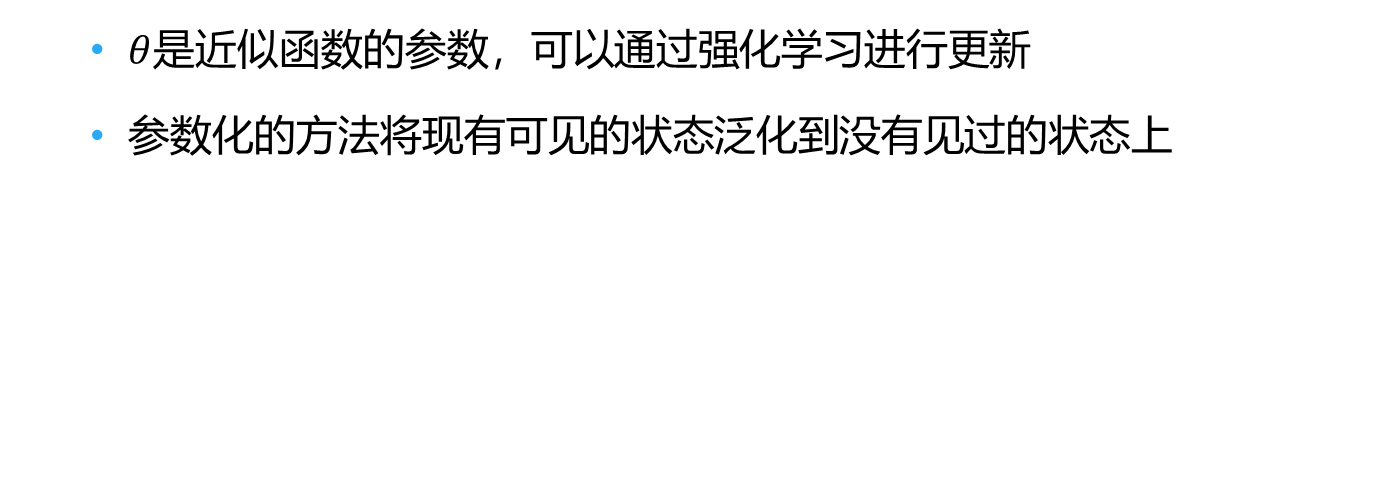 • θ是近似函数的参数，可以通过强化学习进行更新
• 参数化的方法将现有可见的状态泛化到没有见过的状态上